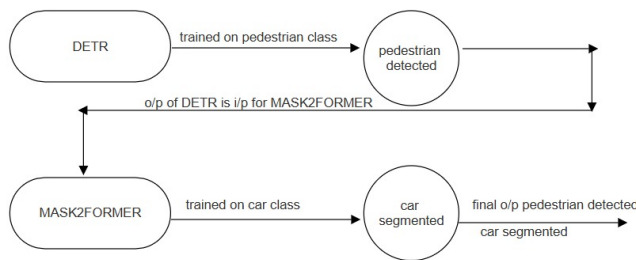 DETR
trained on pedestrian class
pedestrian
detected
o/p of DETR is i/p for MASK2FORMER
MASK2FORMER
trained on car class
car
segmented
final o/p pedestrian detected
car segmented